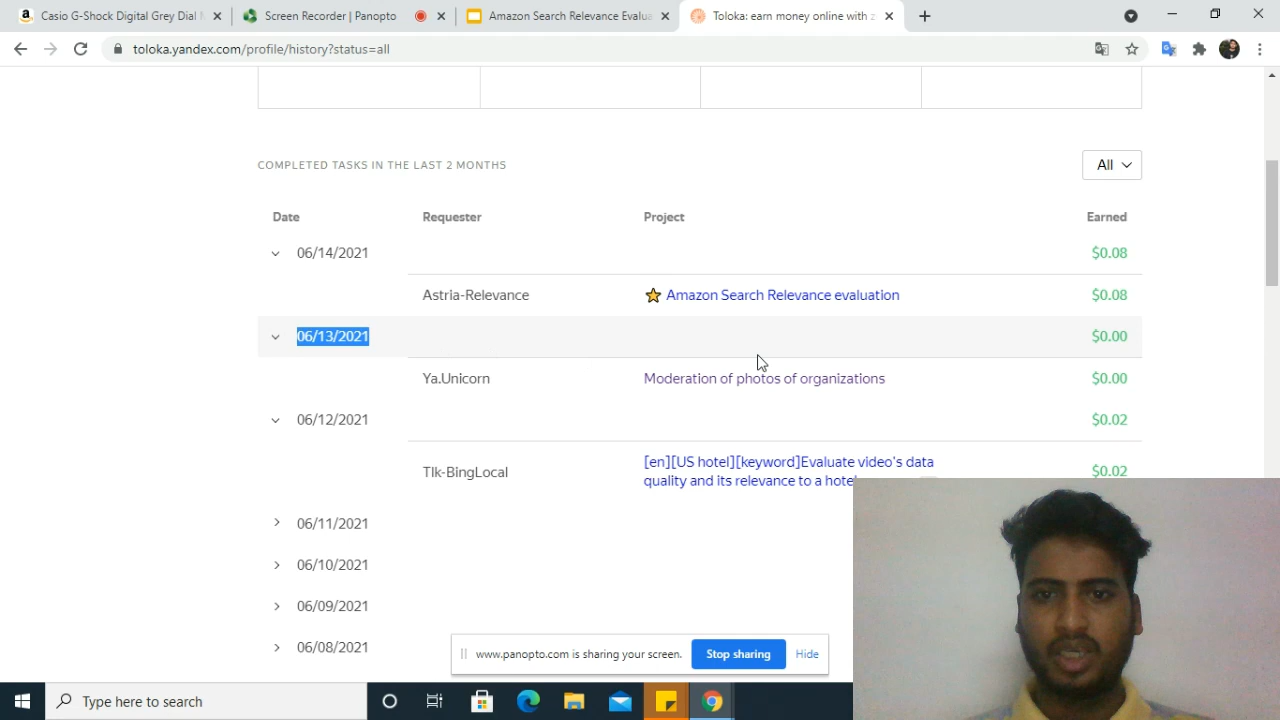 Casio G-Shock Digital Grey Dial
Screen Recorder | Panopto
Amazon Search Relevance Evalua
Toloka: earn money online with
toloka.yandex.com/profile/history?status=all
COMPLETED TASKS IN THE LAST 2 MONTHS
All
Date Requester Project Earned
06/14/2021 $0.08
Astria-Relevance Amazon Search Relevance evaluation $0.08
06/13/2021 $0.00
Ya.Unicorn Moderation of photos of organizations $0.00
06/12/2021 $0.02
[en][US hotel][keyword]Evaluate video's data
Tlk-BingLocal $0.02
quality and its relevance to a hotel
06/11/2021
06/10/2021
06/09/2021
06/08/2021
www.panopto.com is sharing your screen. Stop sharing Hide
Type here to search